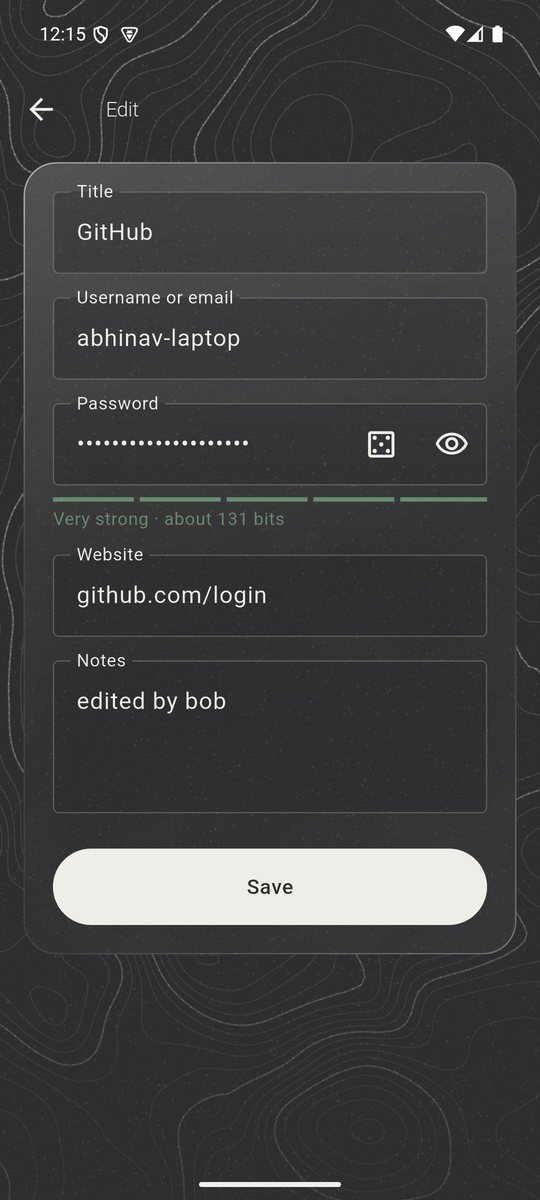 12:15
Edit
Title
GitHub
Username or email
abhinav-laptop
Password
••••••••••••••••••••
Very strong · about 131 bits
Website
github.com/login
Notes
edited by bob
Save